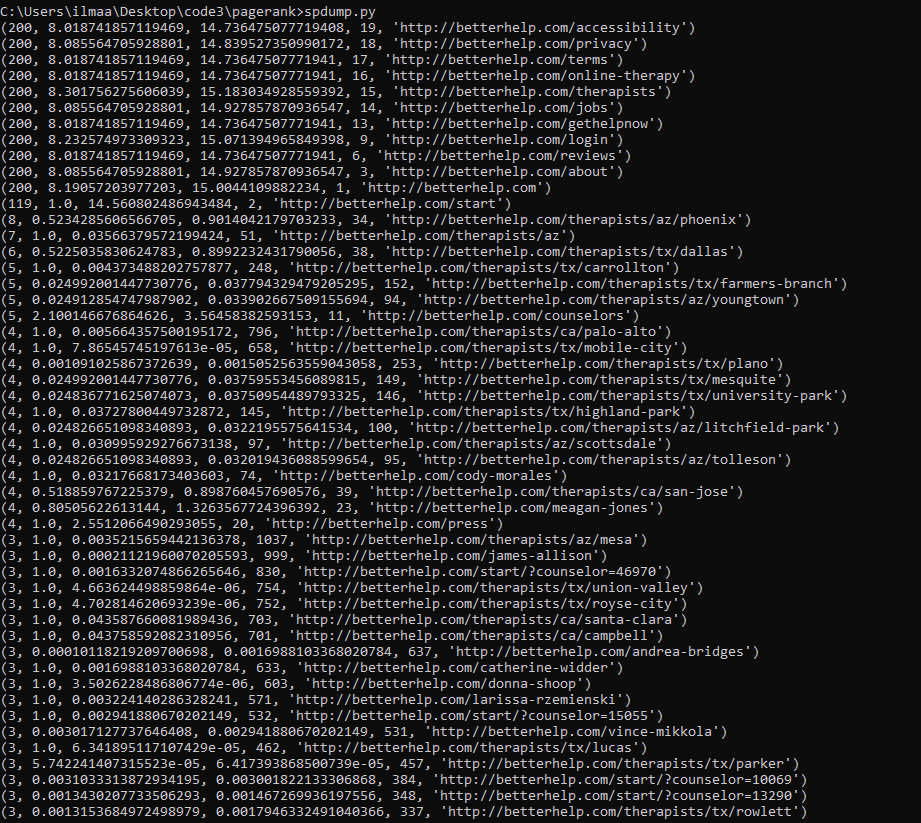 C:\Users\ilmaa\Desktop\code3\pagerank>spdump.py
(200, 8.018741857119469, 14.736475077719408, 19, 'http://betterhelp.com/accessibility')
(200, 8.085564705928801, 14.839527350990172, 18, 'http://betterhelp.com/privacy')
(200, 8.018741857119469, 14.73647507771941, 17, 'http://betterhelp.com/terms')
(200, 8.018741857119469, 14.73647507771941, 16, 'http://betterhelp.com/online-therapy')
(200, 8.301756275606039, 15.183034928559392, 15, 'http://betterhelp.com/therapists')
(200, 8.085564705928801, 14.927857870936547, 14, 'http://betterhelp.com/jobs')
(200, 8.018741857119469, 14.73647507771941, 13, 'http://betterhelp.com/gethelpnow')
(200, 8.232574973309323, 15.071394965849398, 9, 'http://betterhelp.com/login')
(200, 8.018741857119469, 14.73647507771941, 6, 'http://betterhelp.com/reviews')
(200, 8.085564705928801, 14.927857870936547, 3, 'http://betterhelp.com/about')
(200, 8.19057203977203, 15.0044109882234, 1, 'http://betterhelp.com')
(119, 1.0, 14.560802486943484, 2, 'http://betterhelp.com/start')
(8, 0.5234285606566705, 0.9014042179703233, 34, 'http://betterhelp.com/therapists/az/phoenix')
(7, 1.0, 0.03566379572199424, 51, 'http://betterhelp.com/therapists/az')
(6, 0.5225035830624783, 0.8992232431790056, 38, 'http://betterhelp.com/therapists/tx/dallas')
(5, 1.0, 0.004373488202757877, 248, 'http://betterhelp.com/therapists/tx/carrollton')
(5, 0.024992001447730776, 0.037794329479205295, 152, 'http://betterhelp.com/therapists/tx/farmers-branch')
(5, 0.024912854747987902, 0.033902667509155694, 94, 'http://betterhelp.com/therapists/az/youngtown')
(5, 2.100146676864626, 3.56458382593153, 11, 'http://betterhelp.com/counselors')
(4, 1.0, 0.005664357500195172, 796, 'http://betterhelp.com/therapists/ca/palo-alto')
(4, 1.0, 7.86545745197613e-05, 658, 'http://betterhelp.com/therapists/tx/mobile-city')
(4, 0.001091025867372639, 0.0015052563559043058, 253, 'http://betterhelp.com/therapists/tx/plano')
(4, 0.024992001447730776, 0.03759553456089815, 149, 'http://betterhelp.com/therapists/tx/mesquite')
(4, 0.024836771625074073, 0.03750954489793325, 146, 'http://betterhelp.com/therapists/tx/university-park')
(4, 1.0, 0.03727800449732872, 145, 'http://betterhelp.com/therapists/tx/highland-park')
(4, 0.024826651098340893, 0.0322195575641534, 100, 'http://betterhelp.com/therapists/az/litchfield-park')
(4, 1.0, 0.030995929276673138, 97, 'http://betterhelp.com/therapists/az/scottsdale')
(4, 0.024826651098340893, 0.032019436088599654, 95, 'http://betterhelp.com/therapists/az/tolleson')
(4, 1.0, 0.03217668173403603, 74, 'http://betterhelp.com/cody-morales')
(4, 0.518859767225379, 0.898760457690576, 39, 'http://betterhelp.com/therapists/ca/san-jose')
(4, 0.80505622613144, 1.3263567724396392, 23, 'http://betterhelp.com/meagan-jones')
(4, 1.0, 2.5512066490293055, 20, 'http://betterhelp.com/press')
(3, 1.0, 0.0035215659442136378, 1037, 'http://betterhelp.com/therapists/az/mesa')
(3, 1.0, 0.00021121960070205593, 999, 'http://betterhelp.com/james-allison')
(3, 1.0, 0.0016332074866265646, 830, 'http://betterhelp.com/start/?counselor=46970')
(3, 1.0, 4.663624498859864e-06, 754, 'http://betterhelp.com/therapists/tx/union-valley')
(3, 1.0, 4.702814620693239e-06, 752, 'http://betterhelp.com/therapists/tx/royse-city')
(3, 1.0, 0.043587660081989436, 703, 'http://betterhelp.com/therapists/ca/santa-clara')
(3, 1.0, 0.043758592082310956, 701, 'http://betterhelp.com/therapists/ca/campbell')
(3, 0.00010118219209700698, 0.0016988103368020784, 637, 'http://betterhelp.com/andrea-bridges')
(3, 1.0, 0.0016988103368020784, 633, 'http://betterhelp.com/catherine-widder')
(3, 1.0, 3.5026228486806774e-06, 603, 'http://betterhelp.com/donna-shoop')
(3, 1.0, 0.003224140286328241, 571, 'http://betterhelp.com/larissa-rzemienski')
(3, 1.0, 0.002941880670202149, 532, 'http://betterhelp.com/start/?counselor=15055')
(3, 0.003017127737646408, 0.002941880670202149, 531, 'http://betterhelp.com/vince-mikkola')
(3, 1.0, 6.341895117107429e-05, 462, 'http://betterhelp.com/therapists/tx/lucas')
(3, 5.742241407315523e-05, 6.417393868500739e-05, 457, 'http://betterhelp.com/therapists/tx/parker')
(3, 0.0031033313872934195, 0.003001822133306868, 384, 'http://betterhelp.com/start/?counselor=10069')
(3, 0.0013430207733506293, 0.001467269936197556, 348, 'http://betterhelp.com/start/?counselor=13290')
(3, 0.0013153684972498979, 0.0017946332491040366, 337, 'http://betterhelp.com/therapists/tx/rowlett')